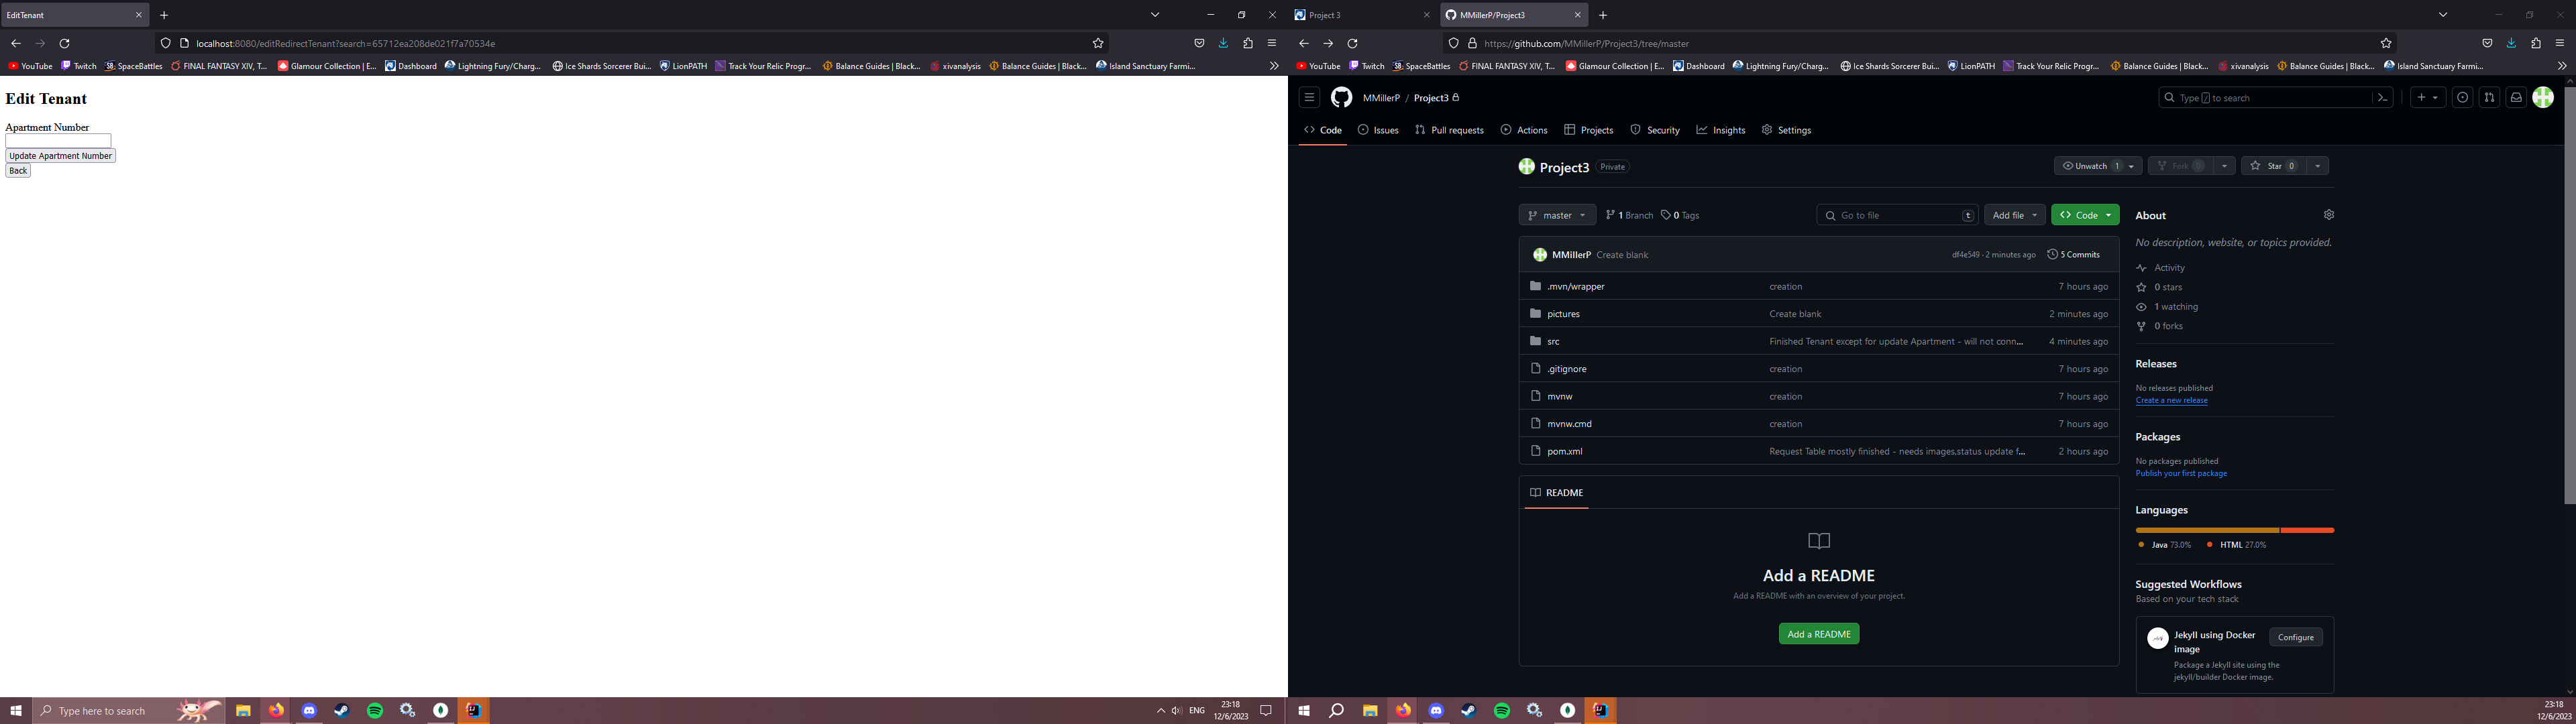 EditTenant
localhost:8080/editRedirectTenant?search=65712ea208de021f7a70534e
YouTube Twitch SpaceBattles FINAL FANTASY XIV, T... Glamour Collection | E... Dashboard Lightning Fury/Charg... Ice Shards Sorcerer Bui... LionPATH Track Your Relic Progr... Balance Guides | Black... xivanalysis Balance Guides | Black... Island Sanctuary Farmi...
Edit Tenant
Apartment Number
Update Apartment Number
Back
Type here to search
ENG
23:18
12/6/2023
Project 3
MMillerP/Project3
https://github.com/MMillerP/Project3/tree/master
YouTube Twitch SpaceBattles FINAL FANTASY XIV, T... Glamour Collection | E... Dashboard Lightning Fury/Charg... Ice Shards Sorcerer Bui... LionPATH Track Your Relic Progr... Balance Guides | Black... xivanalysis Balance Guides | Black... Island Sanctuary Farmi...
MMillerP / Project3
Type / to search
Code Issues Pull requests Actions Projects Security Insights Settings
Project3 Private
Unwatch 1 Fork 0 Star 0
master 1 Branch 0 Tags
Go to file t Add file Code
MMillerP Create blank df4e549 · 2 minutes ago 5 Commits
.mvn/wrapper creation 7 hours ago
pictures Create blank 2 minutes ago
src Finished Tenant except for update Apartment - will not conn... 4 minutes ago
.gitignore creation 7 hours ago
mvnw creation 7 hours ago
mvnw.cmd creation 7 hours ago
pom.xml Request Table mostly finished - needs images,status update f... 2 hours ago
README
Add a README
Add a README with an overview of your project.
Add a README
About
No description, website, or topics provided.
Activity
0 stars
1 watching
0 forks
Releases
No releases published
Create a new release
Packages
No packages published
Publish your first package
Languages
Java 73.0% HTML 27.0%
Suggested Workflows
Based on your tech stack
Jekyll using Docker image
Configure
Package a Jekyll site using the
jekyll/builder Docker image.
23:18
12/6/2023